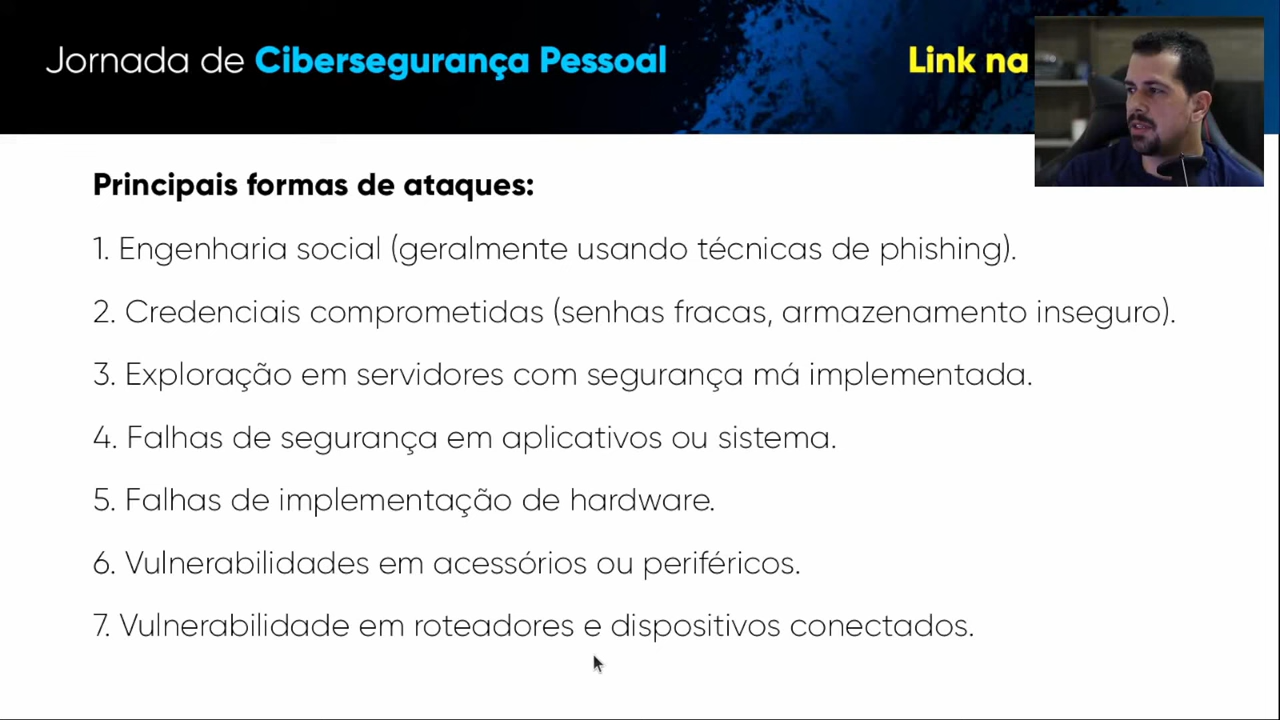 Jornada de Cibersegurança Pessoal
Link na
Principais formas de ataques:
1. Engenharia social (geralmente usando técnicas de phishing).
2. Credenciais comprometidas (senhas fracas, armazenamento inseguro).
3. Exploração em servidores com segurança má implementada.
4. Falhas de segurança em aplicativos ou sistema.
5. Falhas de implementação de hardware.
6. Vulnerabilidades em acessórios ou periféricos.
7. Vulnerabilidade em roteadores e dispositivos conectados.